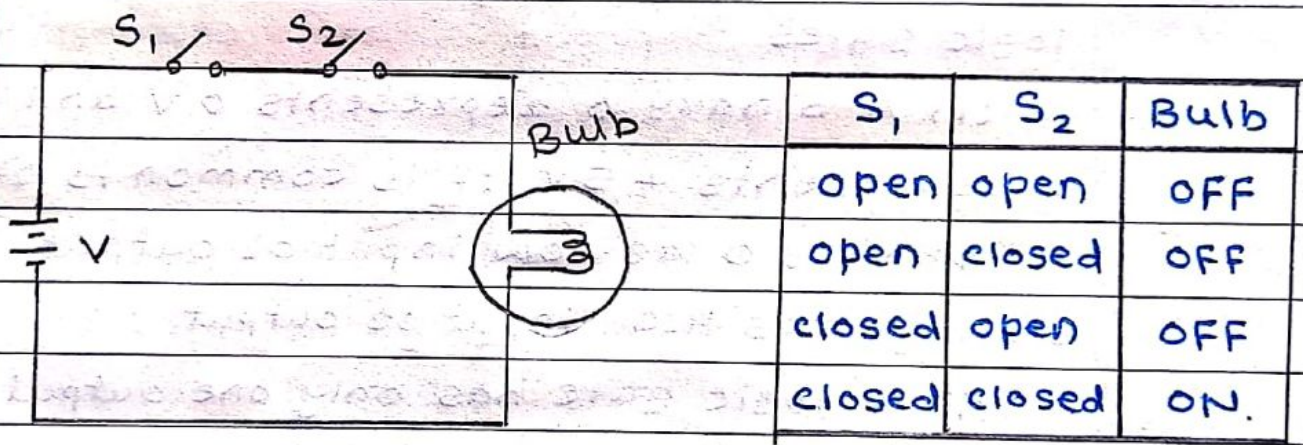 S1 S2
Bulb
V
S1 S2 Bulb
open open OFF
open closed OFF
closed open OFF
closed closed ON.